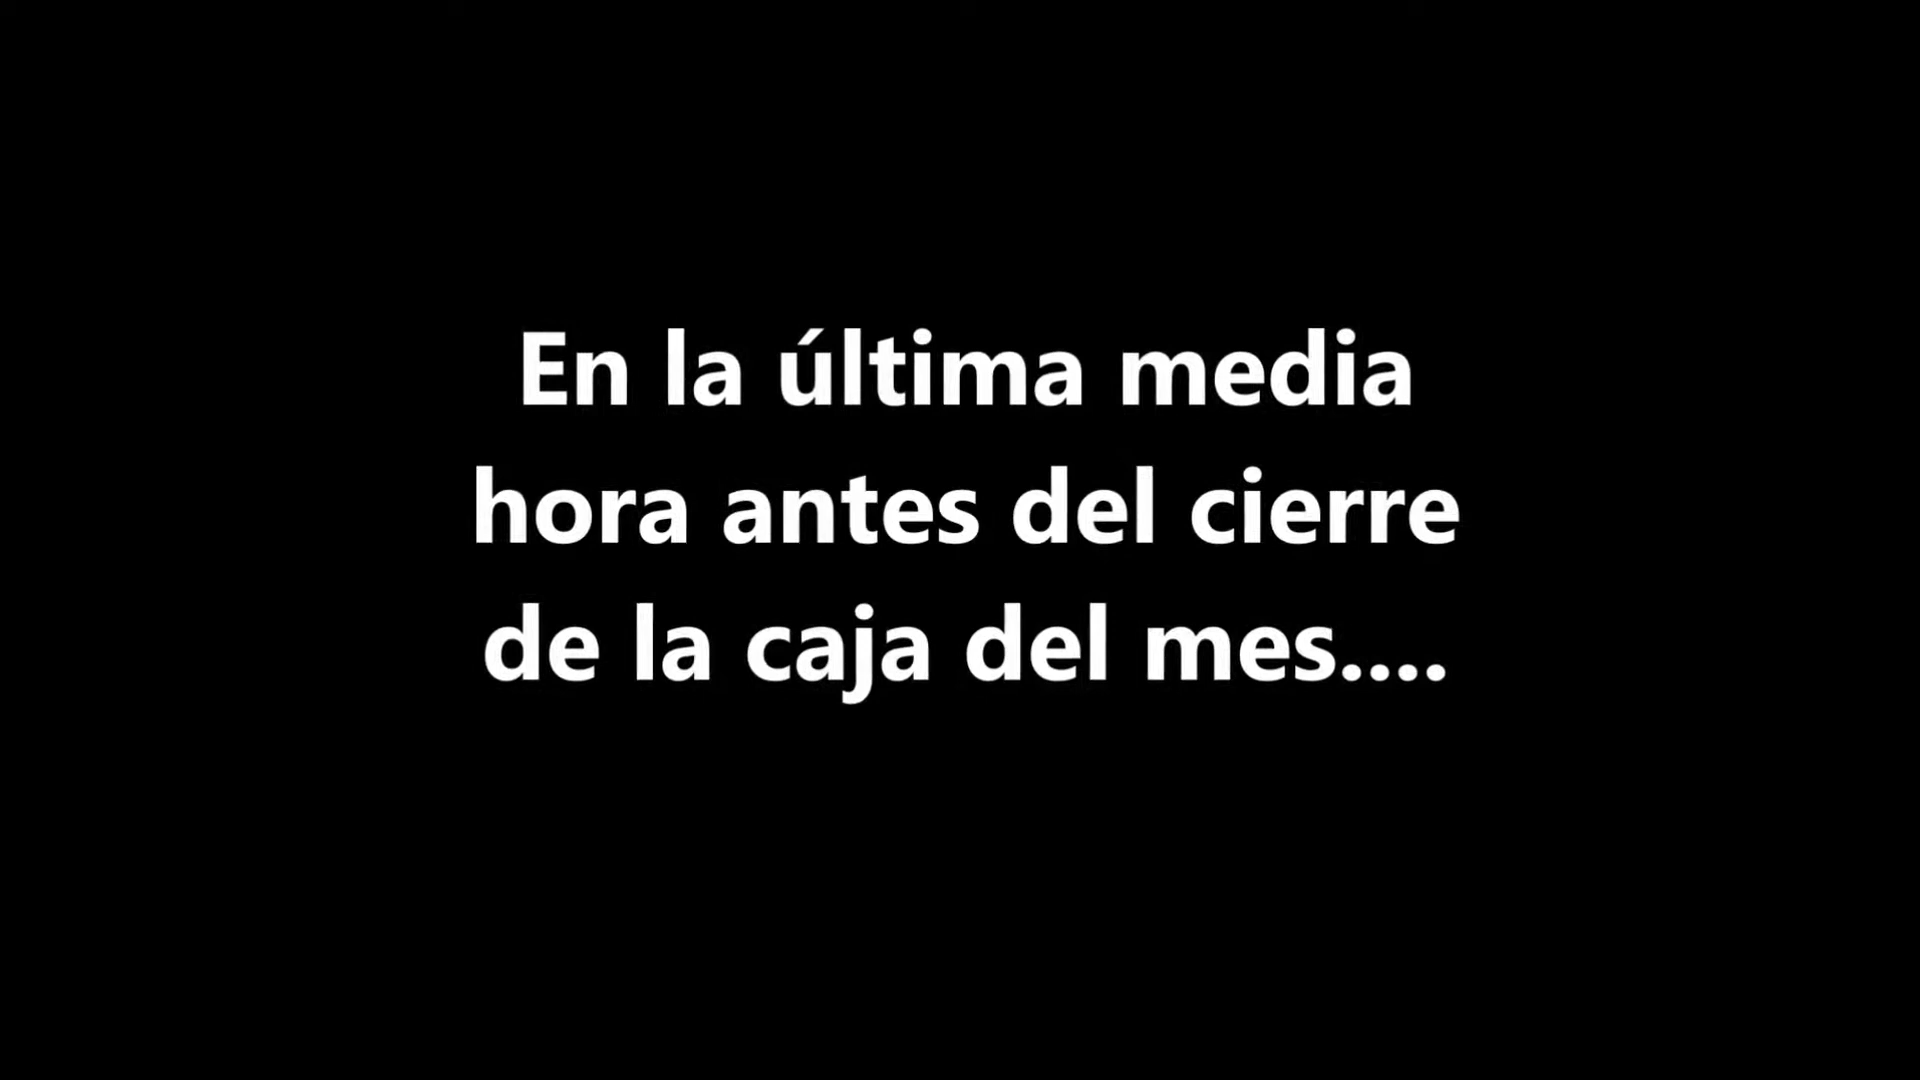 En la última media
hora antes del cierre
de la caja del mes....